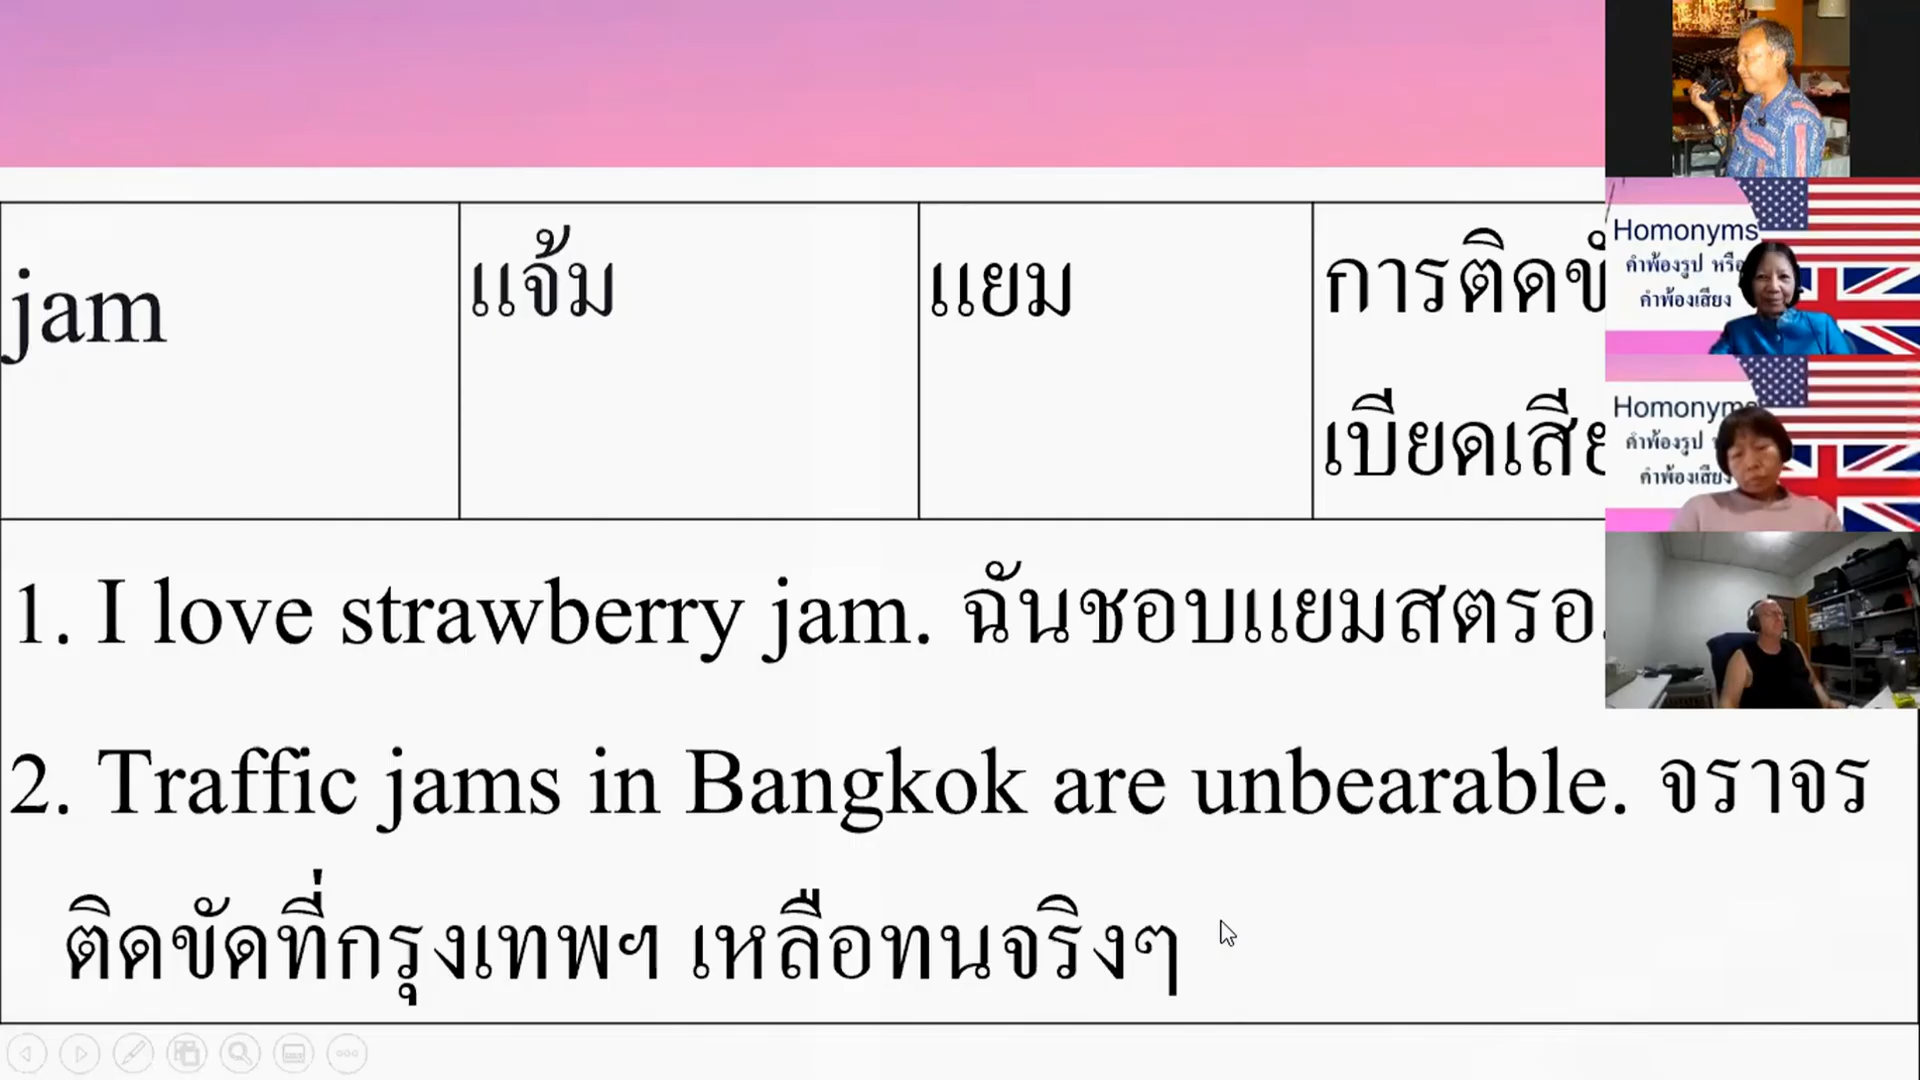 jam
แจ้ม
แยม
การติดขั
เบียดเสีย
1. I love strawberry jam. ฉันชอบแยมสตรอ
2. Traffic jams in Bangkok are unbearable. จราจร
ติดขัดที่กรุงเทพฯ เหลือทนจริงๆ
Homonyms
คำพ้องรูป หรือ
คำพ้องเสียง
Homonyms
คำพ้องรูป
คำพ้องเสียง